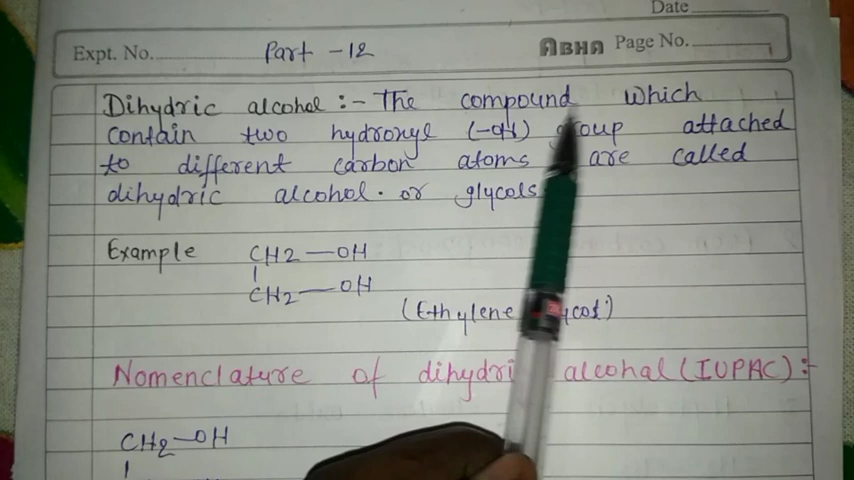 Date
Expt. No. Part - 12 ABHA Page No.
Dihydric alcohol :- The compound which
contain two hydroxyl (-OH) group attached
to different carbon atoms are called
dihydric alcohol. or glycols
Example CH2-OH
CH2-OH
(Ethylene
Nomenclature of alcohal (IUPAC) :-
CH2-OH